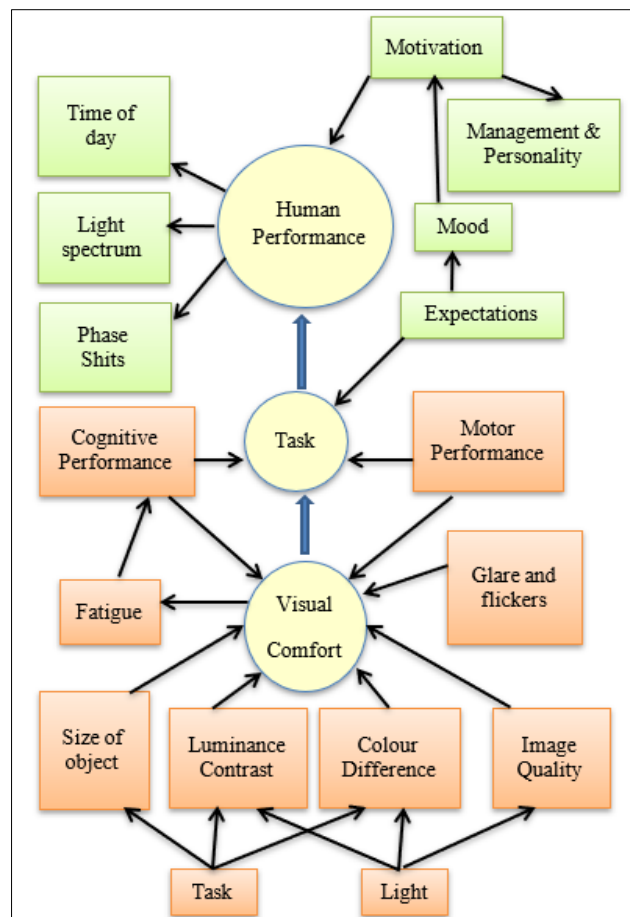 Motivation
Time of
day
Management &
Personality
Human
Performance
Light
spectrum
Mood
Phase
Shits
Expectations
Cognitive
Performance
Task
Motor
Performance
Fatigue
Visual
Comfort
Glare and
flickers
Size of
object
Luminance
Contrast
Colour
Difference
Image
Quality
Task
Light